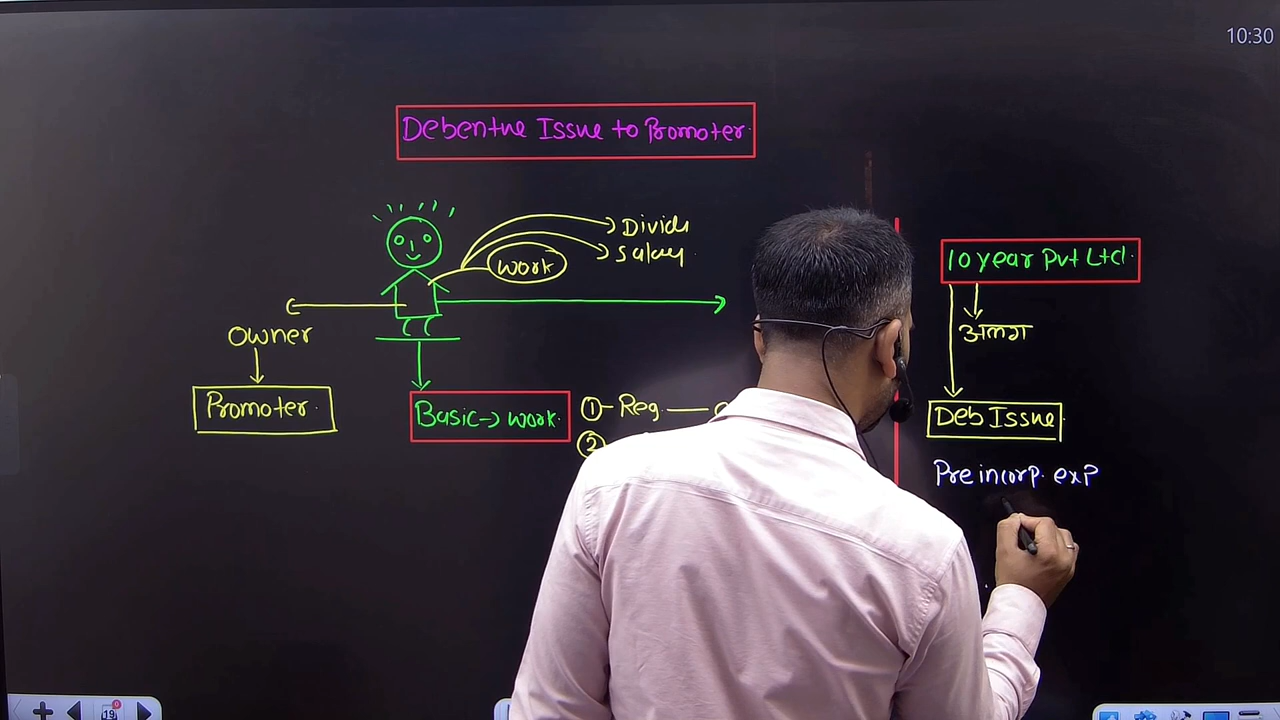 10:30
Debenture Issue to Promoter
Divide
Salary
work
Owner
Promoter
Basic → work
① - Reg. —
②
10 year Pvt Ltd.
अलग
Deb Issue
Pre incorp. exp